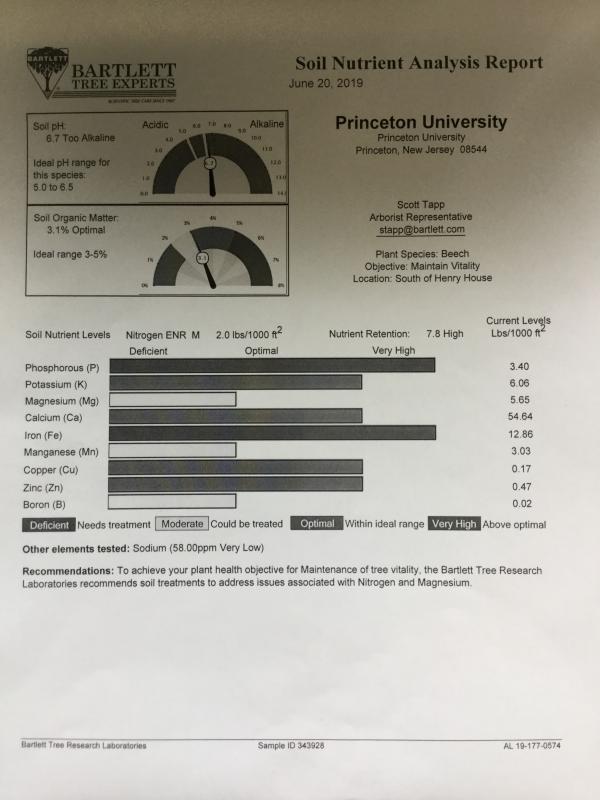 BARTLETT
BARTLETT
TREE EXPERTS
SCIENTIFIC TREE CARE SINCE 1907
Soil Nutrient Analysis Report
June 20, 2019
Soil pH:
6.7 Too Alkaline
Ideal pH range for
this species:
5.0 to 6.5
Acidic
Alkaline
0.0
1.0
2.0
3.0
4.0
5.0
6.0
7.0
8.0
9.0
10.0
11.0
12.0
13.0
14.0
6.7
Soil Organic Matter:
3.1% Optimal
Ideal range 3-5%
0%
1%
2%
3%
4%
5%
6%
7%
8%
3.1
Princeton University
Princeton University
Princeton, New Jersey 08544
Scott Tapp
Arborist Representative
stapp@bartlett.com
Plant Species: Beech
Objective: Maintain Vitality
Location: South of Henry House
Soil Nutrient Levels Nitrogen ENR M 2.0 lbs/1000 ft2 Nutrient Retention: 7.8 High
Current Levels
Lbs/1000 ft2
Deficient Optimal Very High
Phosphorous (P) 3.40
Potassium (K) 6.06
Magnesium (Mg) 5.65
Calcium (Ca) 54.64
Iron (Fe) 12.86
Manganese (Mn) 3.03
Copper (Cu) 0.17
Zinc (Zn) 0.47
Boron (B) 0.02
Deficient Needs treatment Moderate Could be treated Optimal Within ideal range Very High Above optimal
Other elements tested: Sodium (58.00ppm Very Low)
Recommendations: To achieve your plant health objective for Maintenance of tree vitality, the Bartlett Tree Research
Laboratories recommends soil treatments to address issues associated with Nitrogen and Magnesium.
Bartlett Tree Research Laboratories Sample ID 343928 AL 19-177-0574